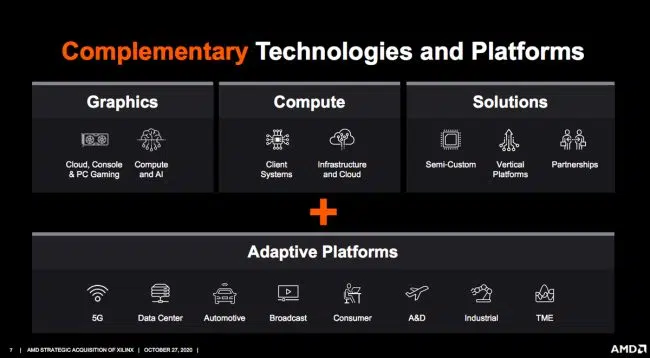 Complementary Technologies and Platforms
Graphics
Cloud, Console
& PC Gaming
Compute
and AI
Compute
Client
Systems
Infrastructure
and Cloud
Solutions
Semi-Custom
Vertical
Platforms
Partnerships
+
Adaptive Platforms
5G
Data Center
Automotive
Broadcast
Consumer
A&D
Industrial
TME
7 | AMD STRATEGIC ACQUISITION OF XILINX | OCTOBER 27, 2020 |
AMD